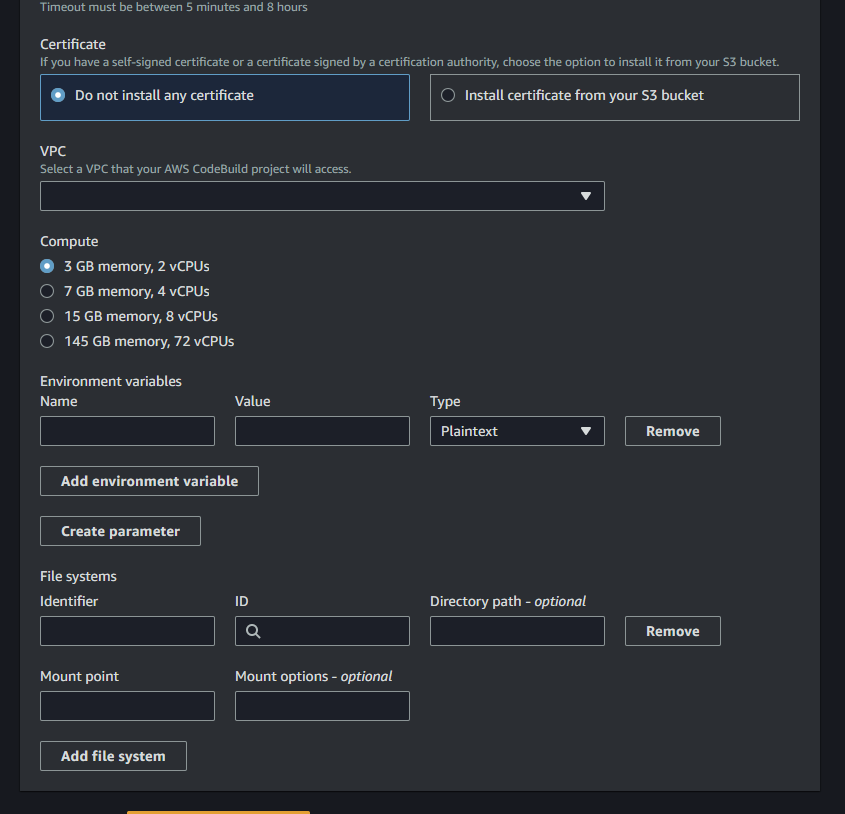 Timeout must be between 5 minutes and 8 hours
Certificate
If you have a self-signed certificate or a certificate signed by a certification authority, choose the option to install it from your S3 bucket.
Do not install any certificate
Install certificate from your S3 bucket
VPC
Select a VPC that your AWS CodeBuild project will access.
Compute
3 GB memory, 2 vCPUs
7 GB memory, 4 vCPUs
15 GB memory, 8 vCPUs
145 GB memory, 72 vCPUs
Environment variables
Name Value Type
Plaintext Remove
Add environment variable
Create parameter
File systems
Identifier ID Directory path - optional
Remove
Mount point Mount options - optional
Add file system